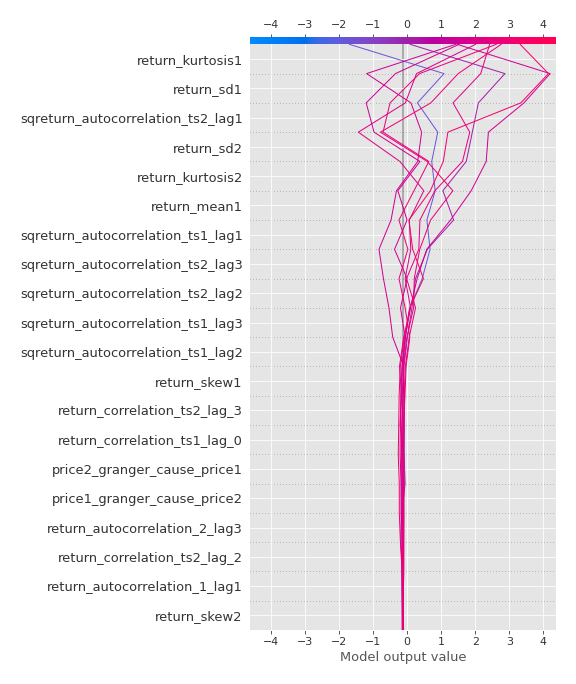 −4 −3 −2 −1 0 1 2 3 4
return_kurtosis1
return_sd1
sqreturn_autocorrelation_ts2_lag1
return_sd2
return_kurtosis2
return_mean1
sqreturn_autocorrelation_ts1_lag1
sqreturn_autocorrelation_ts2_lag3
sqreturn_autocorrelation_ts2_lag2
sqreturn_autocorrelation_ts1_lag3
sqreturn_autocorrelation_ts1_lag2
return_skew1
return_correlation_ts2_lag_3
return_correlation_ts1_lag_0
price2_granger_cause_price1
price1_granger_cause_price2
return_autocorrelation_2_lag3
return_correlation_ts2_lag_2
return_autocorrelation_1_lag1
return_skew2
−4 −3 −2 −1 0 1 2 3 4
Model output value